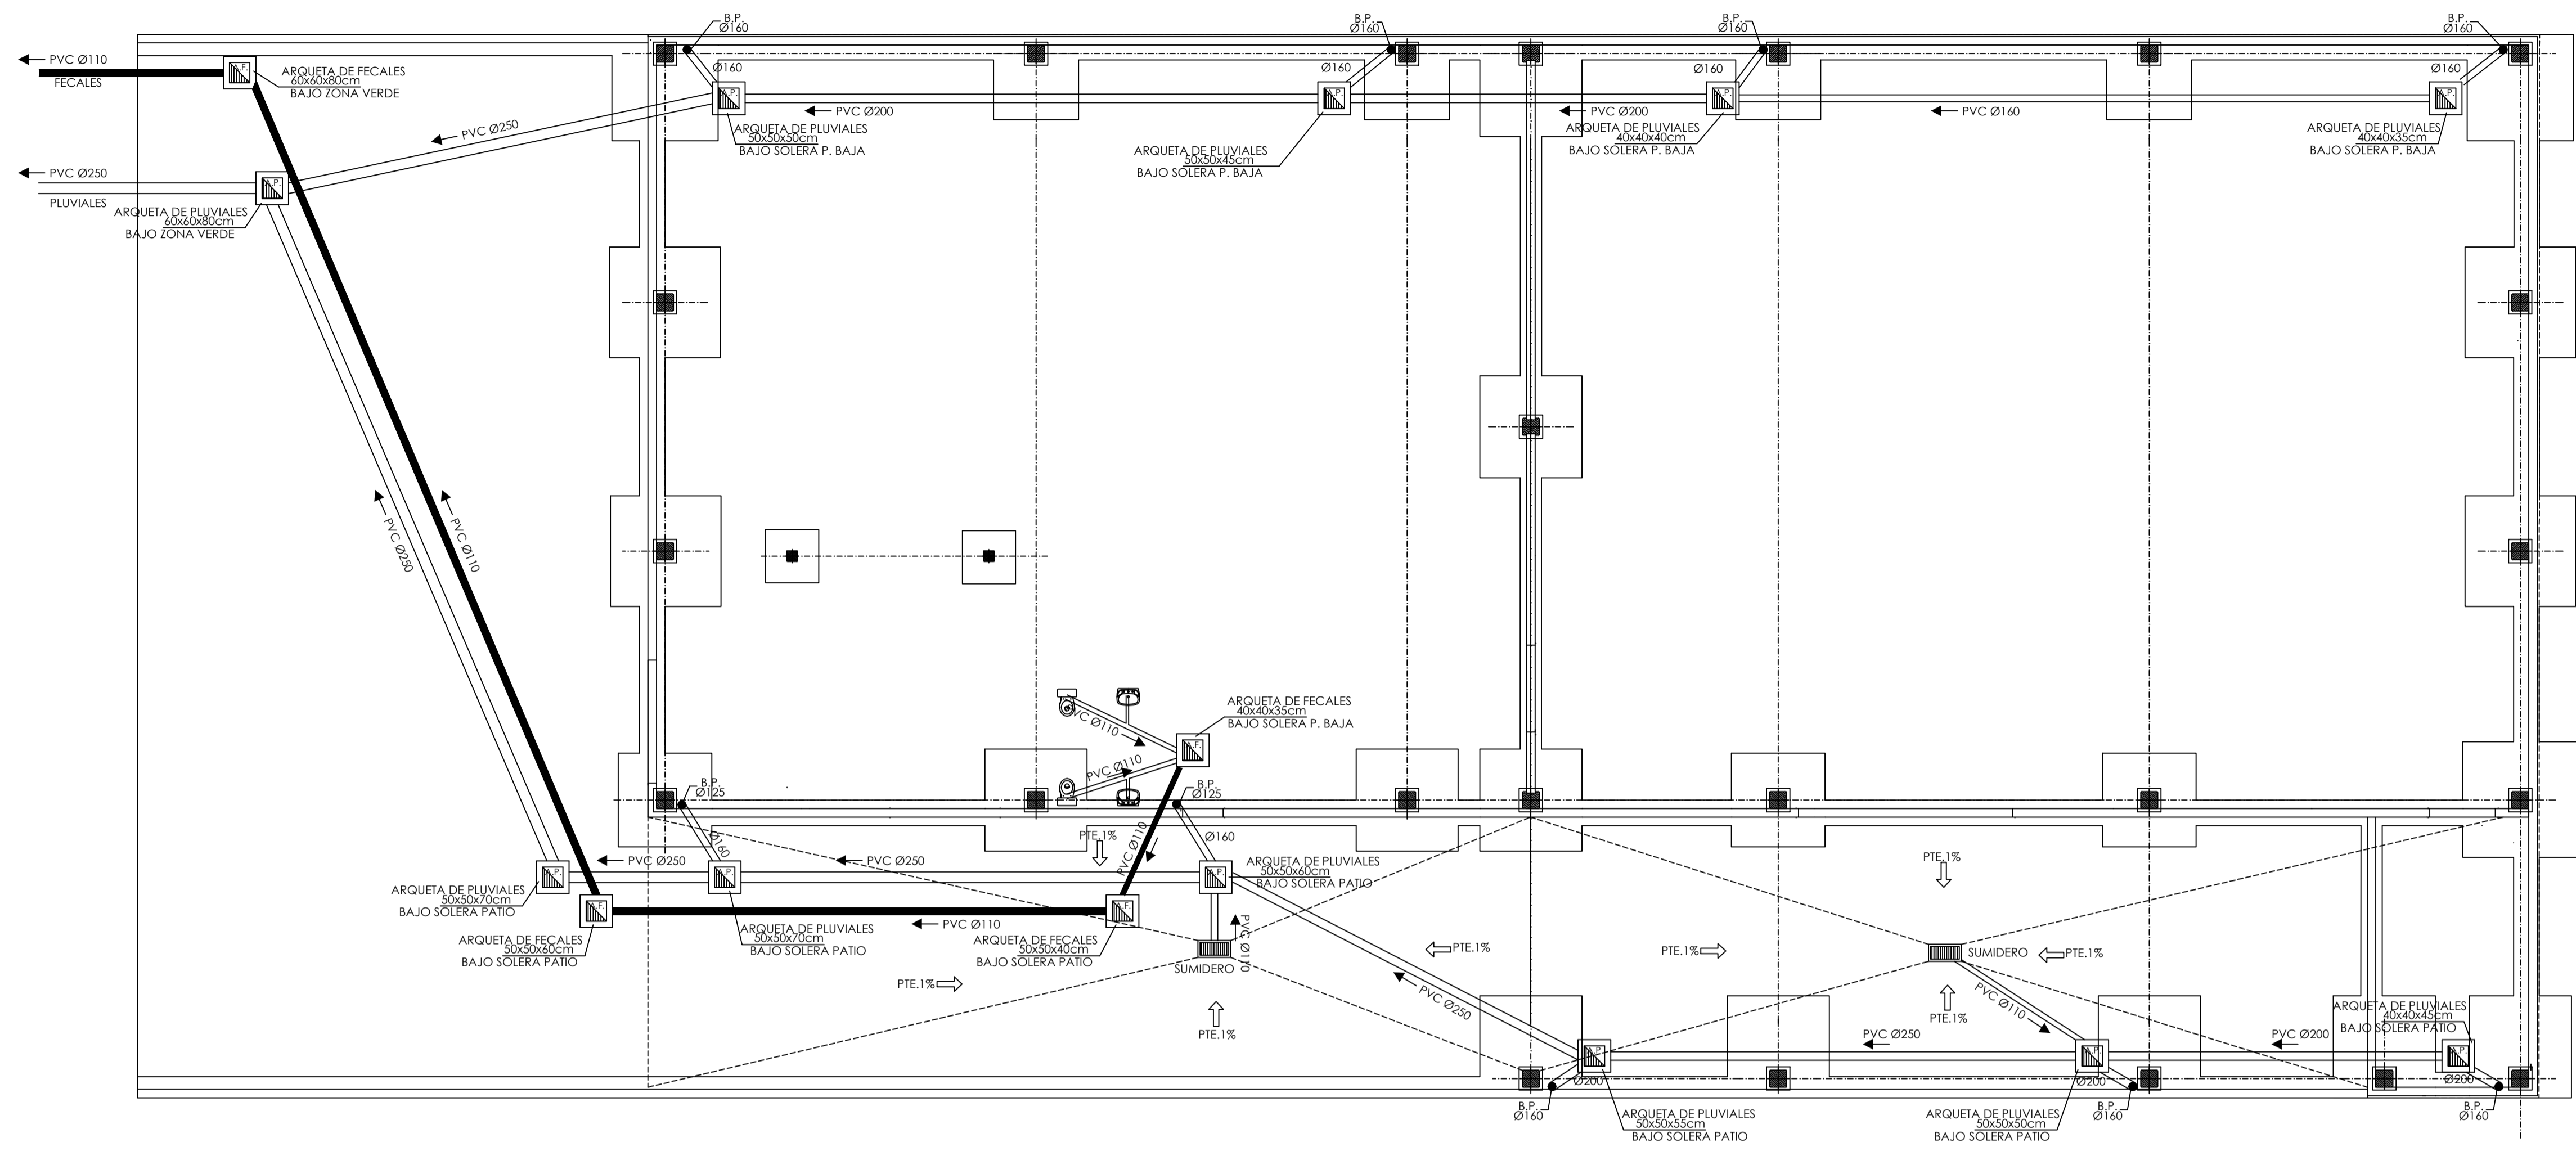 B.P.
Ø160
B.P.
Ø160
B.P.
Ø160
B.P.
Ø160
PVC Ø110
FECALES
A.F.
ARQUETA DE FECALES
60x60x80cm
BAJO ZONA VERDE
Ø160
Ø160
Ø160
Ø160
A.P.
A.P.
A.P.
A.P.
PVC Ø250
PVC Ø200
PVC Ø200
PVC Ø160
ARQUETA DE PLUVIALES
50x50x50cm
BAJO SOLERA P. BAJA
ARQUETA DE PLUVIALES
50x50x45cm
BAJO SOLERA P. BAJA
ARQUETA DE PLUVIALES
40x40x40cm
BAJO SOLERA P. BAJA
ARQUETA DE PLUVIALES
40x40x35cm
BAJO SOLERA P. BAJA
PVC Ø250
PLUVIALES
A.P.
ARQUETA DE PLUVIALES
60x60x80cm
BAJO ZONA VERDE
PVC Ø250
PVC Ø110
PVC Ø110
ARQUETA DE FECALES
40x40x35cm
BAJO SOLERA P. BAJA
A.F.
PVC Ø110
B.P.
Ø125
B.P.
Ø125
Ø160
PTE.1%
PVC Ø110
Ø160
PVC Ø250
PVC Ø250
A.P.
A.P.
A.P.
ARQUETA DE PLUVIALES
50x50x60cm
BAJO SOLERA PATIO
PTE.1%
ARQUETA DE PLUVIALES
50x50x70cm
BAJO SOLERA PATIO
A.F.
A.F.
PVC Ø110
PVC Ø110
ARQUETA DE PLUVIALES
50x50x70cm
BAJO SOLERA PATIO
ARQUETA DE FECALES
50x50x60cm
BAJO SOLERA PATIO
ARQUETA DE FECALES
50x50x40cm
BAJO SOLERA PATIO
SUMIDERO
PTE.1%
PTE.1%
SUMIDERO
PTE.1%
PTE.1%
PTE.1%
PTE.1%
PVC Ø250
PVC Ø110
ARQUETA DE PLUVIALES
40x40x45cm
BAJO SOLERA PATIO
PVC Ø250
PVC Ø200
A.P.
A.P.
A.P.
Ø200
Ø200
Ø200
B.P.
Ø160
B.P.
Ø160
B.P.
Ø160
ARQUETA DE PLUVIALES
50x50x55cm
BAJO SOLERA PATIO
ARQUETA DE PLUVIALES
50x50x50cm
BAJO SOLERA PATIO